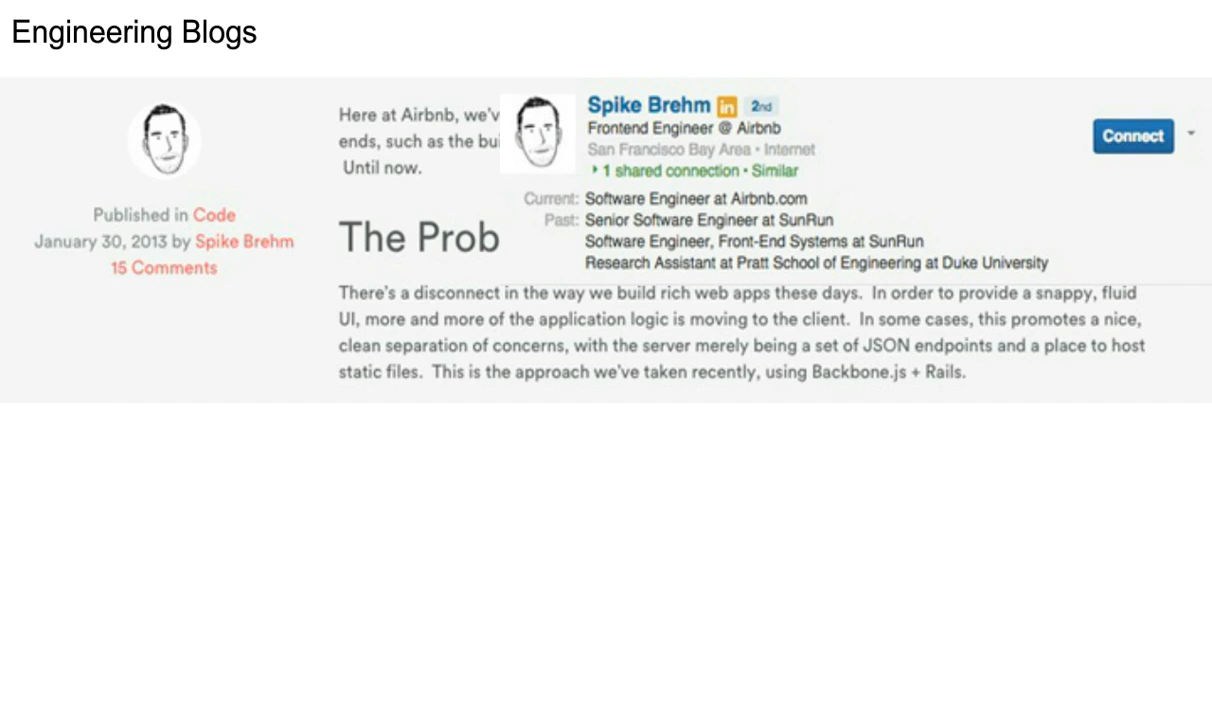 Engineering Blogs
Published in Code
January 30, 2013 by Spike Brehm
15 Comments
Here at Airbnb, we'v
ends, such as the bui
Until now.
The Prob
Spike Brehm in 2nd
Frontend Engineer @ Airbnb
San Francisco Bay Area • Internet
1 shared connection • Similar
Current: Software Engineer at Airbnb.com
Past: Senior Software Engineer at SunRun
Software Engineer, Front-End Systems at SunRun
Research Assistant at Pratt School of Engineering at Duke University
Connect
There's a disconnect in the way we build rich web apps these days. In order to provide a snappy, fluid
UI, more and more of the application logic is moving to the client. In some cases, this promotes a nice,
clean separation of concerns, with the server merely being a set of JSON endpoints and a place to host
static files. This is the approach we've taken recently, using Backbone.js + Rails.